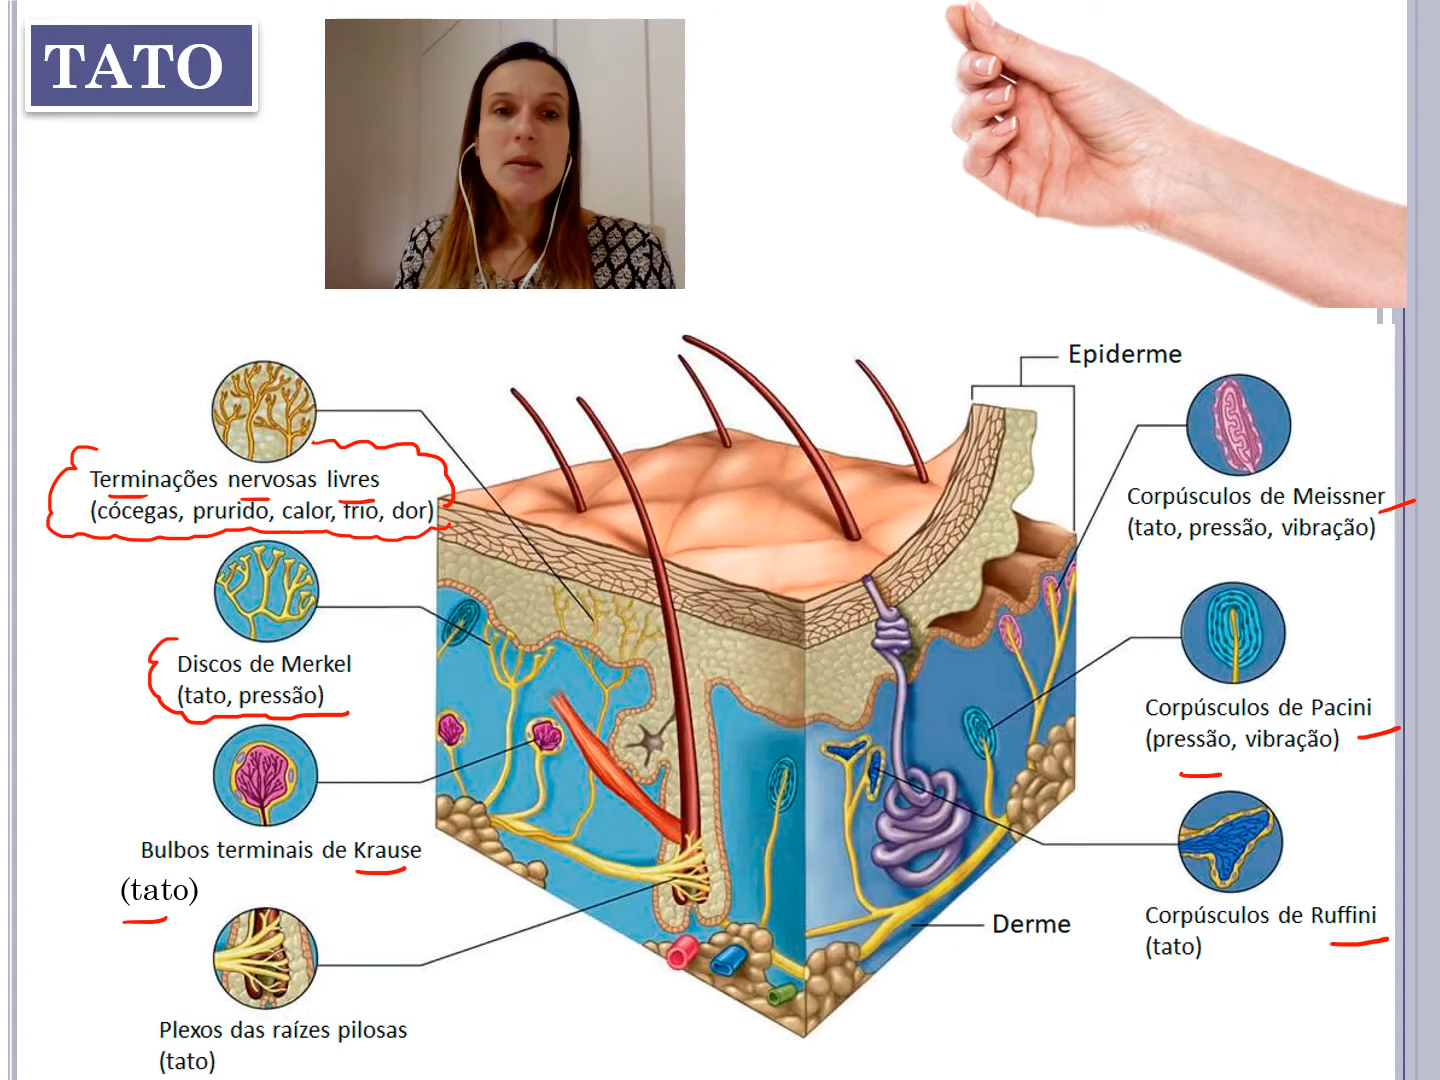 TATO
Epiderme
Terminações nervosas livres
(cócegas, prurido, calor, frio, dor)
Corpúsculos de Meissner
(tato, pressão, vibração)
Discos de Merkel
(tato, pressão)
Corpúsculos de Pacini
(pressão, vibração)
Bulbos terminais de Krause
(tato)
Corpúsculos de Ruffini
(tato)
Derme
Plexos das raízes pilosas
(tato)